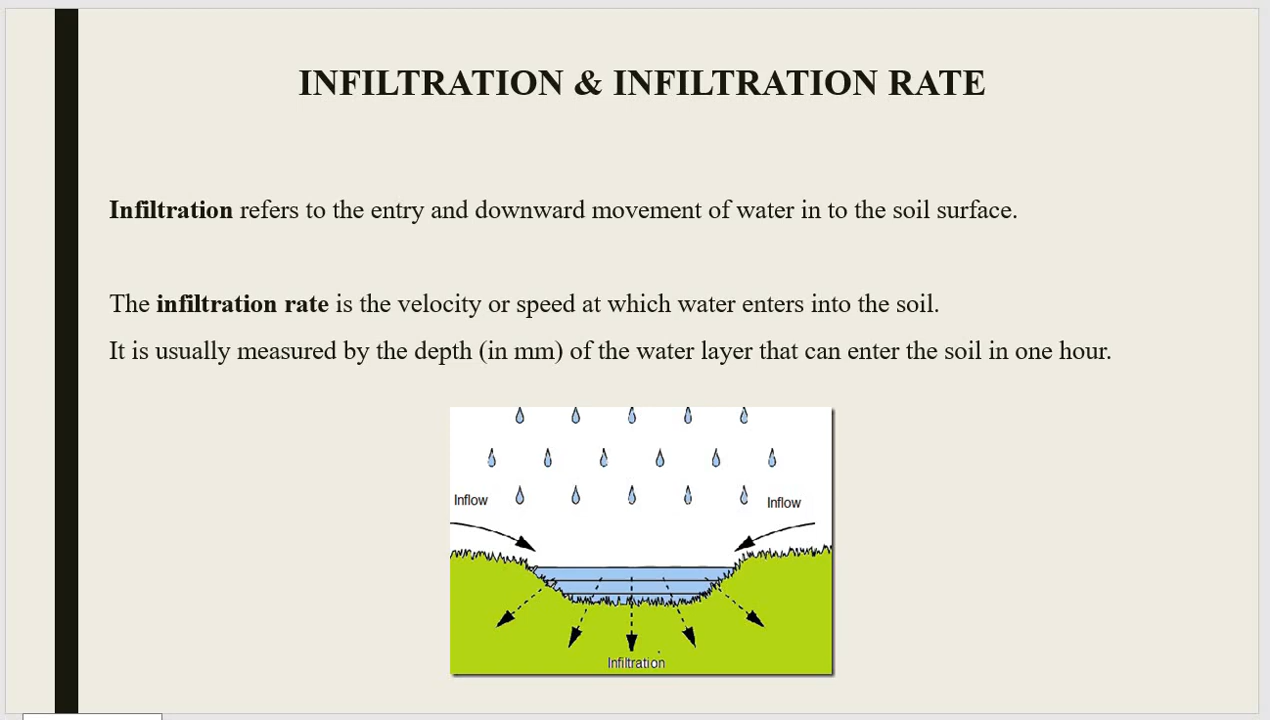 INFILTRATION & INFILTRATION RATE
Infiltration refers to the entry and downward movement of water in to the soil surface.
The infiltration rate is the velocity or speed at which water enters into the soil.
It is usually measured by the depth (in mm) of the water layer that can enter the soil in one hour.
Inflow
Inflow
Infiltration